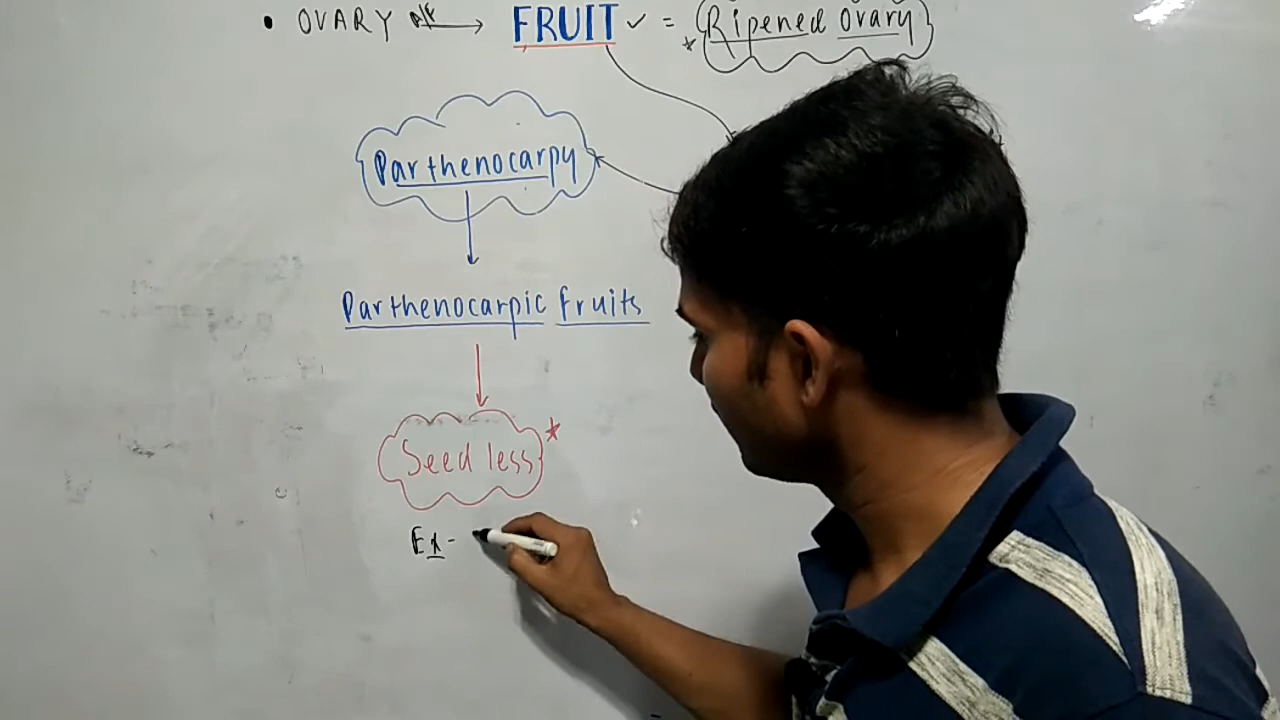 • OVARY A/F → FRUIT ✓ = (Ripened Ovary)
Parthenocarpy
Parthenocarpic fruits
Seed less
Ex-